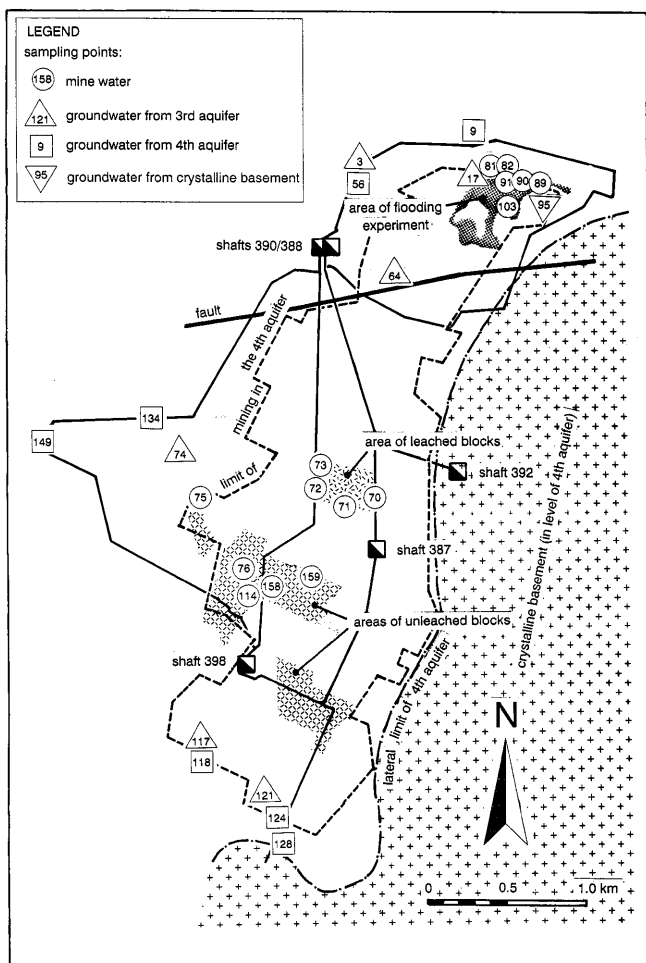 LEGEND
sampling points:
158 mine water
121 groundwater from 3rd aquifer
9 groundwater from 4th aquifer
95 groundwater from crystalline basement
9
3
81 82
17
56
91 90 89
area of flooding
experiment
103
95
shafts 390/388
64
fault
the 4th aquifer
mining in
limit of
134
149
74
area of leached blocks
73
72
71
70
shaft 392
75
crystalline basement (in level of 4th aquifer)
shaft 387
76
159
158
114
areas of unleached blocks
shaft 398
lateral limit of 4th aquifer
N
117
118
121
124
128
0 0.5 1.0 km